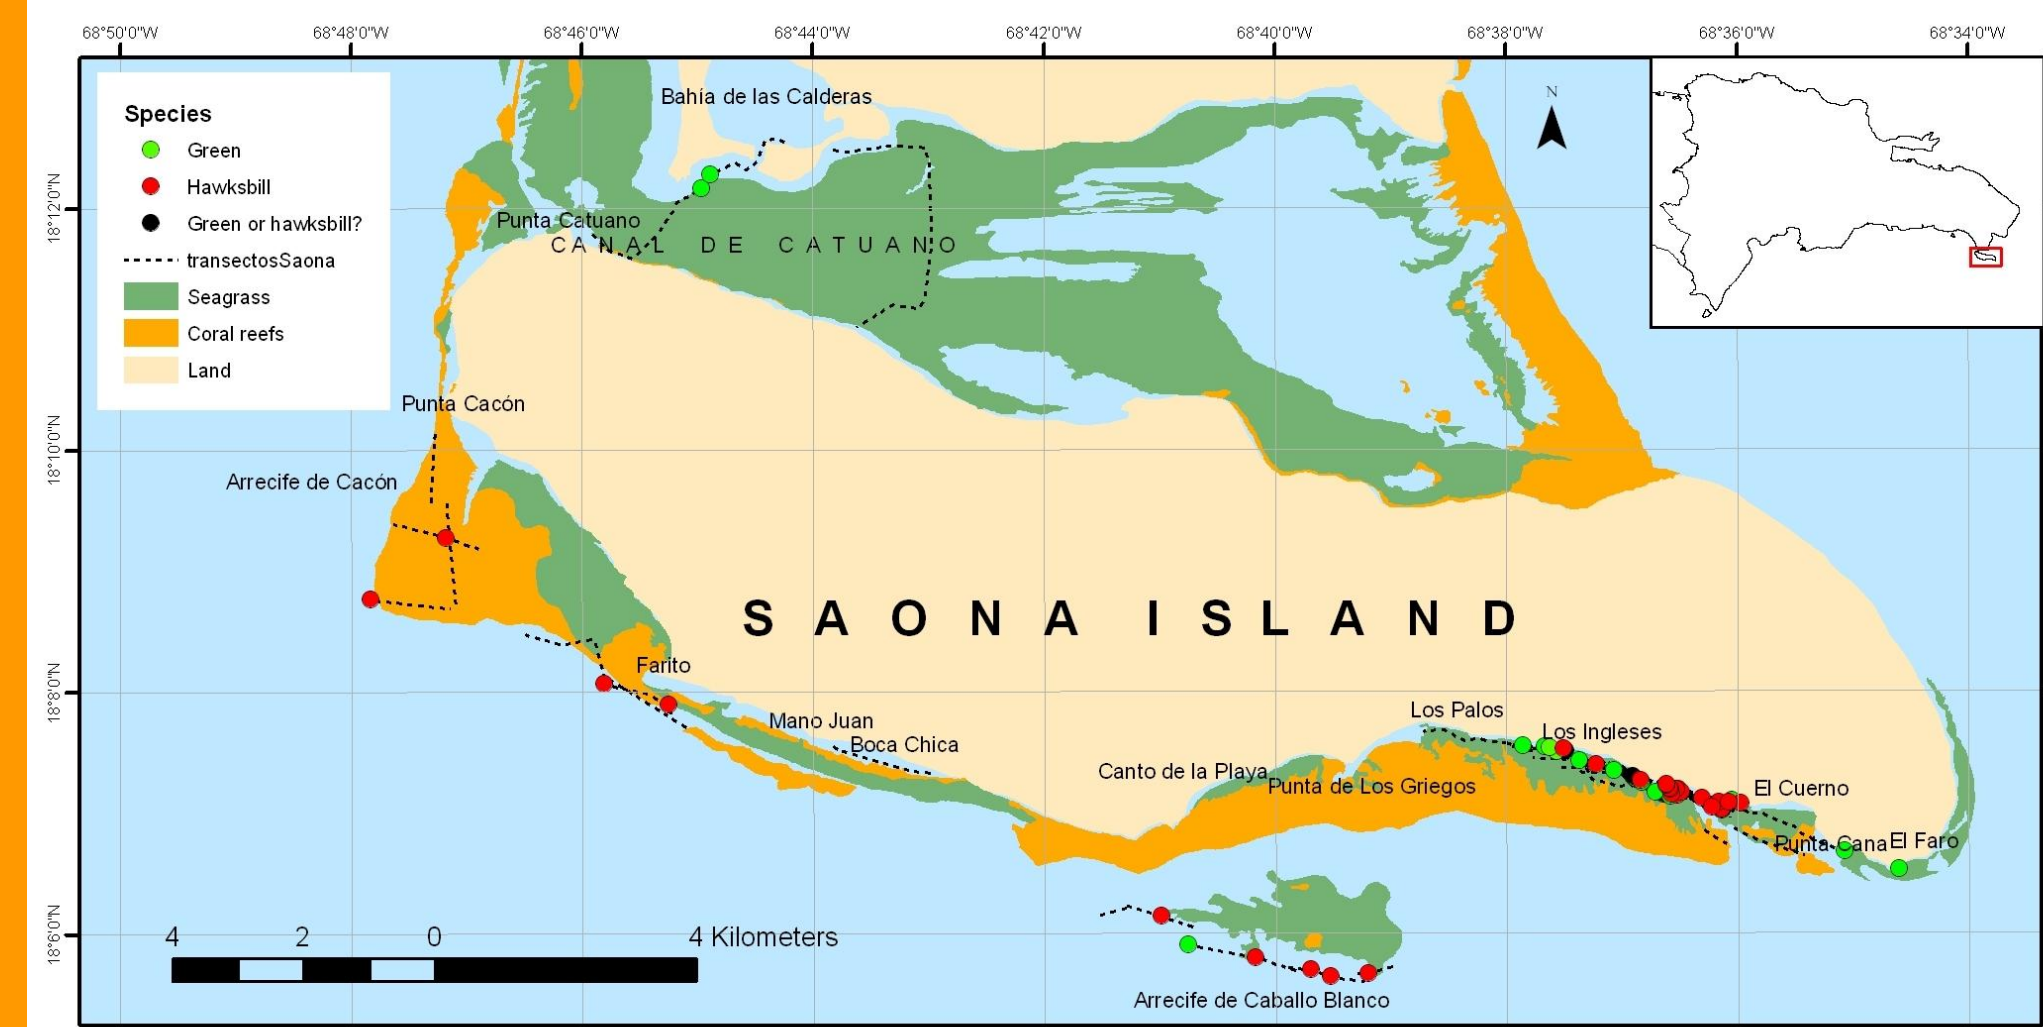 68°50'0"W 68°48'0"W 68°46'0"W 68°44'0"W 68°42'0"W 68°40'0"W 68°38'0"W 68°36'0"W 68°34'0"W
Species
Green
Hawksbill
Green or hawksbill?
transectosSaona
Seagrass
Coral reefs
Land
Bahía de las Calderas
N
18°12'0"N
Punta Catuano
CANAL DE CATUANO
Punta Cacón
18°10'0"N
Arrecife de Cacón
SAONA ISLAND
Farito
18°8'0"N
Los Palos
Mano Juan
Los Ingleses
Boca Chica
Canto de la Playa
Punta de Los Griegos
El Cuerno
Punta Cana
El Faro
18°6'0"N
4 2 0 4 Kilometers
Arrecife de Caballo Blanco